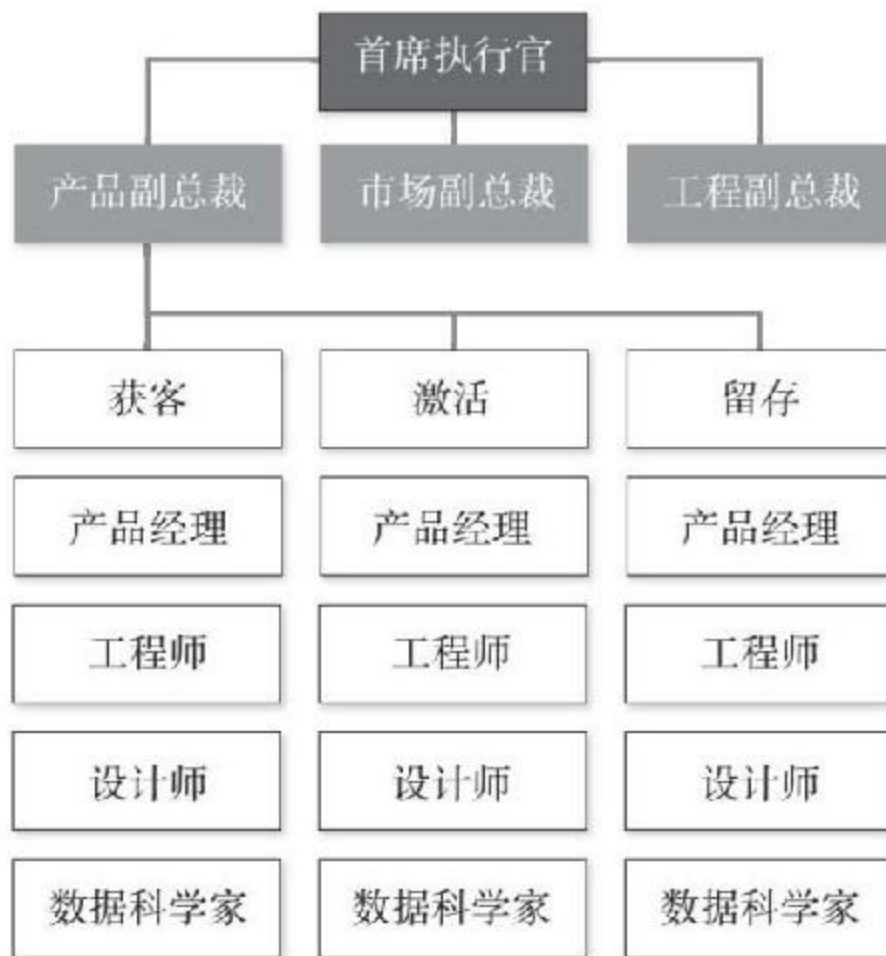 首席执行官
产品副总裁 市场副总裁 工程副总裁
获客 激活 留存
产品经理 产品经理 产品经理
工程师 工程师 工程师
设计师 设计师 设计师
数据科学家 数据科学家 数据科学家